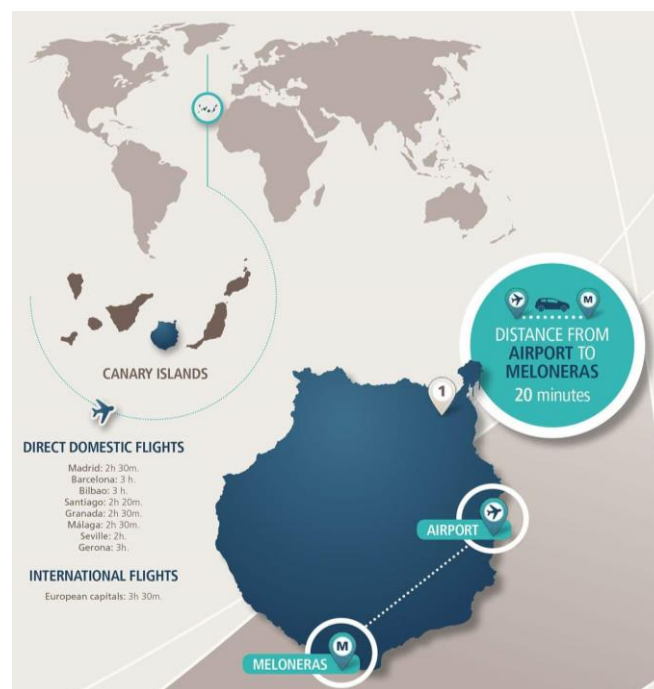 CANARY ISLANDS
DIRECT DOMESTIC FLIGHTS
Madrid: 2h 30m.
Barcelona: 3 h.
Bilbao: 3 h.
Santiago: 2h 20m.
Granada: 2h 30m.
Málaga: 2h 30m.
Seville: 2h.
Gerona: 3h.
INTERNATIONAL FLIGHTS
European capitals: 3h 30m.
M
DISTANCE FROM
AIRPORT TO
MELONERAS
20 minutes
1
AIRPORT
M
MELONERAS